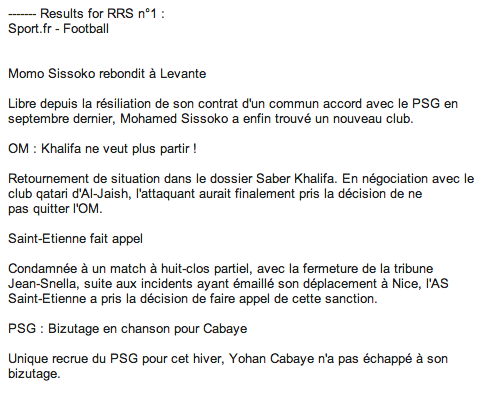 ------- Results for RRS n°1 :
Sport.fr - Football
Momo Sissoko rebondit à Levante
Libre depuis la résiliation de son contrat d'un commun accord avec le PSG en
septembre dernier, Mohamed Sissoko a enfin trouvé un nouveau club.
OM : Khalifa ne veut plus partir !
Retournement de situation dans le dossier Saber Khalifa. En négociation avec le
club qatari d'Al-Jaish, l'attaquant aurait finalement pris la décision de ne
pas quitter l'OM.
Saint-Etienne fait appel
Condamnée à un match à huit-clos partiel, avec la fermeture de la tribune
Jean-Snella, suite aux incidents ayant émaillé son déplacement à Nice, l'AS
Saint-Etienne a pris la décision de faire appel de cette sanction.
PSG : Bizutage en chanson pour Cabaye
Unique recrue du PSG pour cet hiver, Yohan Cabaye n'a pas échappé à son
bizutage.